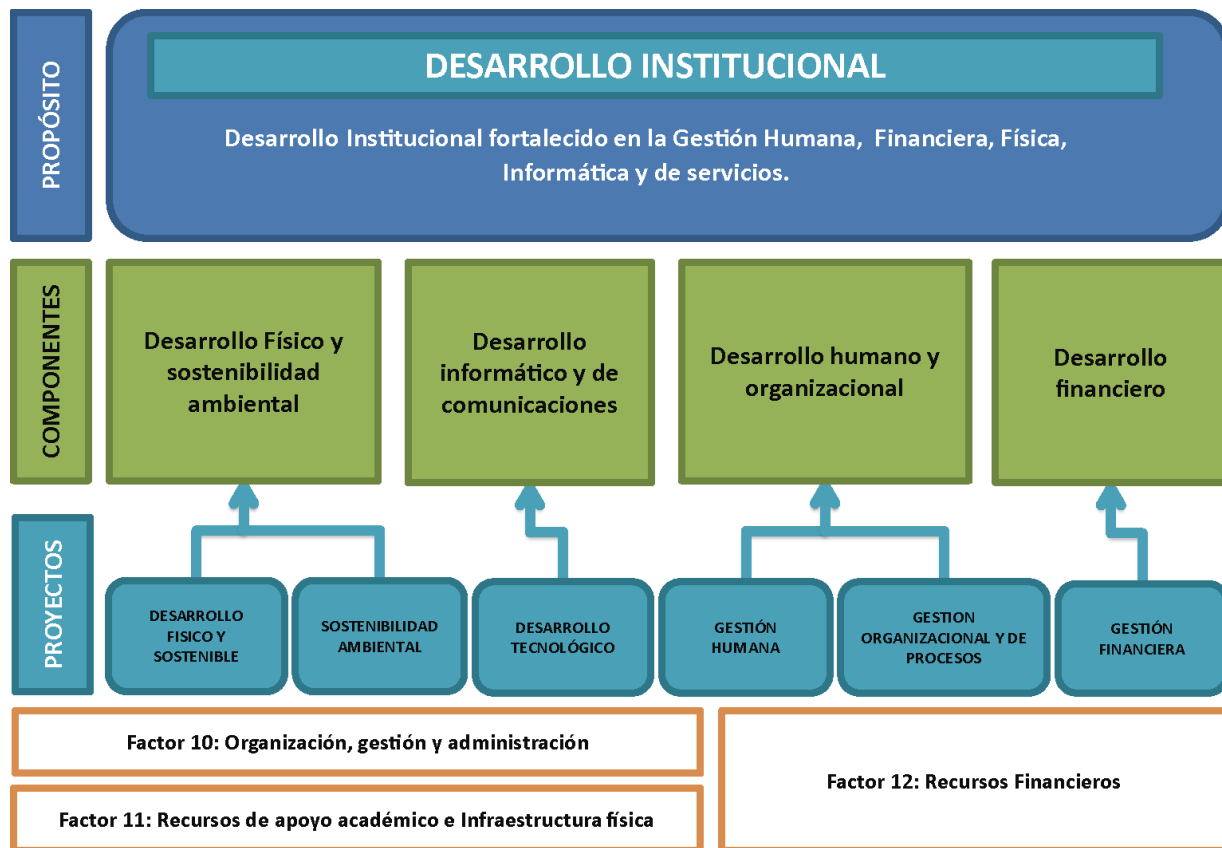 PROPÓSITO
DESARROLLO INSTITUCIONAL
Desarrollo Institucional fortalecido en la Gestión Humana, Financiera, Física,
Informática y de servicios.
COMPONENTES
Desarrollo Físico y
sostenibilidad
ambiental
Desarrollo
informático y de
comunicaciones
Desarrollo humano y
organizacional
Desarrollo
financiero
PROYECTOS
DESARROLLO
FISICO Y
SOSTENIBLE
SOSTENIBILIDAD
AMBIENTAL
DESARROLLO
TECNOLÓGICO
GESTIÓN
HUMANA
GESTION
ORGANIZACIONAL Y DE
PROCESOS
GESTIÓN
FINANCIERA
Factor 10: Organización, gestión y administración
Factor 11: Recursos de apoyo académico e Infraestructura física
Factor 12: Recursos Financieros